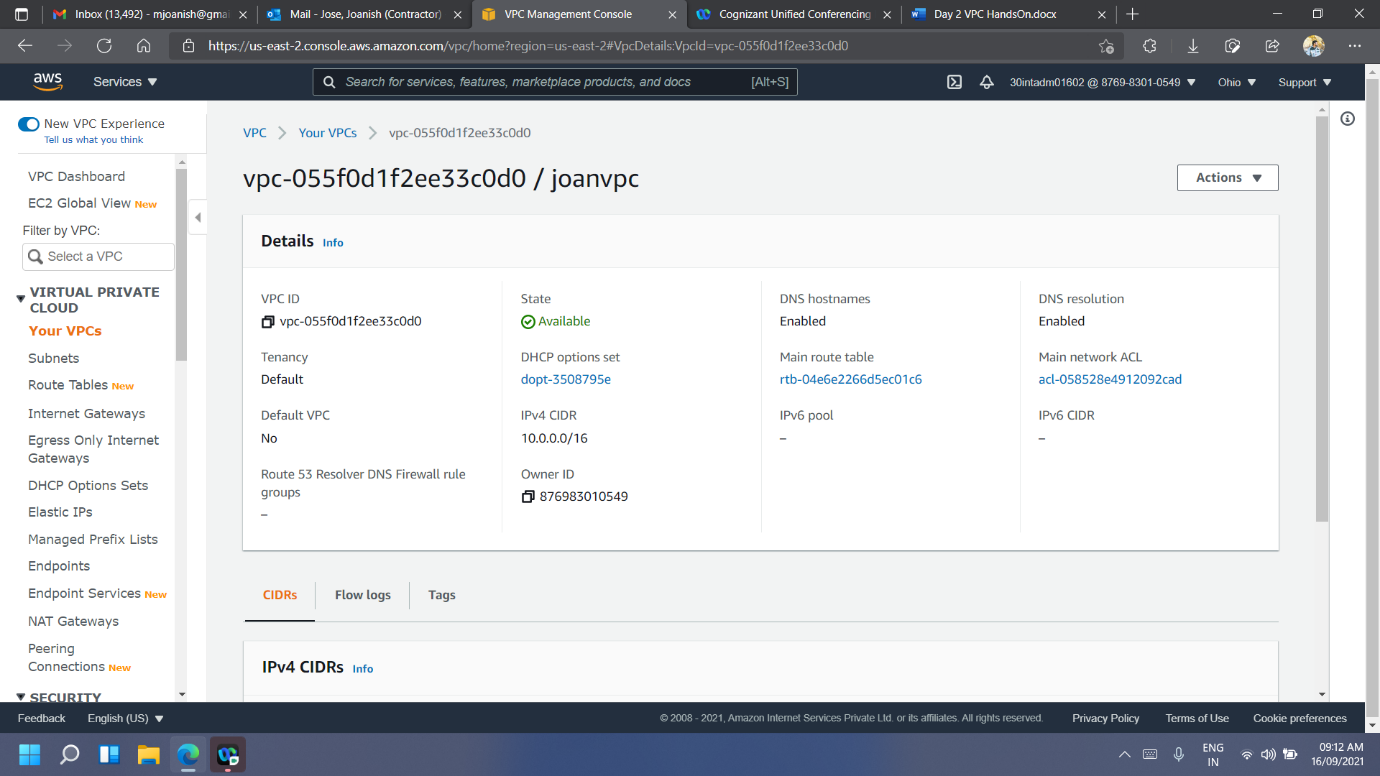 Inbox (13,492) - mjoanish@gmai
Mail - Jose, Joanish (Contractor)
VPC Management Console
Cognizant Unified Conferencing
Day 2 VPC HandsOn.docx
https://us-east-2.console.aws.amazon.com/vpc/home?region=us-east-2#VpcDetails:VpcId=vpc-055f0d1f2ee33c0d0
aws
Services
Search for services, features, marketplace products, and docs
[Alt+S]
30intadm01602 @ 8769-8301-0549
Ohio
Support
New VPC Experience
Tell us what you think
VPC Dashboard
EC2 Global View New
Filter by VPC:
Select a VPC
VIRTUAL PRIVATE
CLOUD
Your VPCs
Subnets
Route Tables New
Internet Gateways
Egress Only Internet
Gateways
DHCP Options Sets
Elastic IPs
Managed Prefix Lists
Endpoints
Endpoint Services New
NAT Gateways
Peering
Connections New
SECURITY
VPC
Your VPCs
vpc-055f0d1f2ee33c0d0
vpc-055f0d1f2ee33c0d0 / joanvpc
Actions
Details Info
VPC ID
vpc-055f0d1f2ee33c0d0
State
Available
DNS hostnames
Enabled
DNS resolution
Enabled
Tenancy
Default
DHCP options set
dopt-3508795e
Main route table
rtb-04e6e2266d5ec01c6
Main network ACL
acl-058528e4912092cad
Default VPC
No
IPv4 CIDR
10.0.0.0/16
IPv6 pool
–
IPv6 CIDR
–
Route 53 Resolver DNS Firewall rule
groups
–
Owner ID
876983010549
CIDRs
Flow logs
Tags
IPv4 CIDRs Info
Feedback
English (US)
© 2008 - 2021, Amazon Internet Services Private Ltd. or its affiliates. All rights reserved.
Privacy Policy
Terms of Use
Cookie preferences
ENG
IN
09:12 AM
16/09/2021